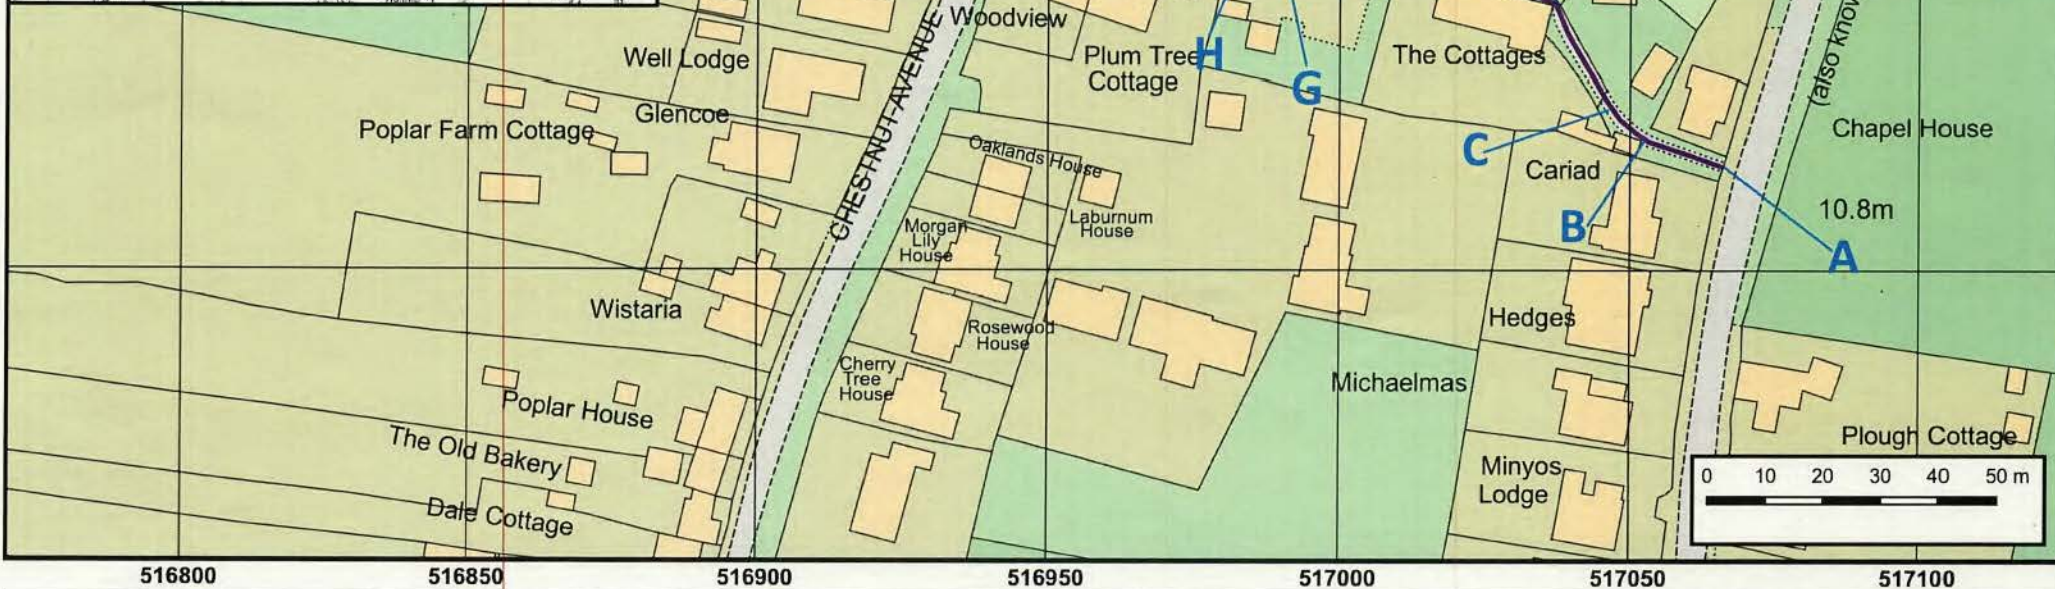 Woodview
CHESTNUT AVENUE
Well Lodge
Plum Tree
Cottage
H
G
The Cottages
(also know
Glencoe
Poplar Farm Cottage
Chapel House
Oaklands House
C
Cariad
10.8m
Laburnum
House
Morgan
Lily
House
B
A
Wistaria
Rosewood
House
Hedges
Cherry
Tree
House
Michaelmas
Poplar House
The Old Bakery
Plough Cottage
Minyos
Lodge
0 10 20 30 40 50 m
Dale Cottage
516800 516850 516900 516950 517000 517050 517100